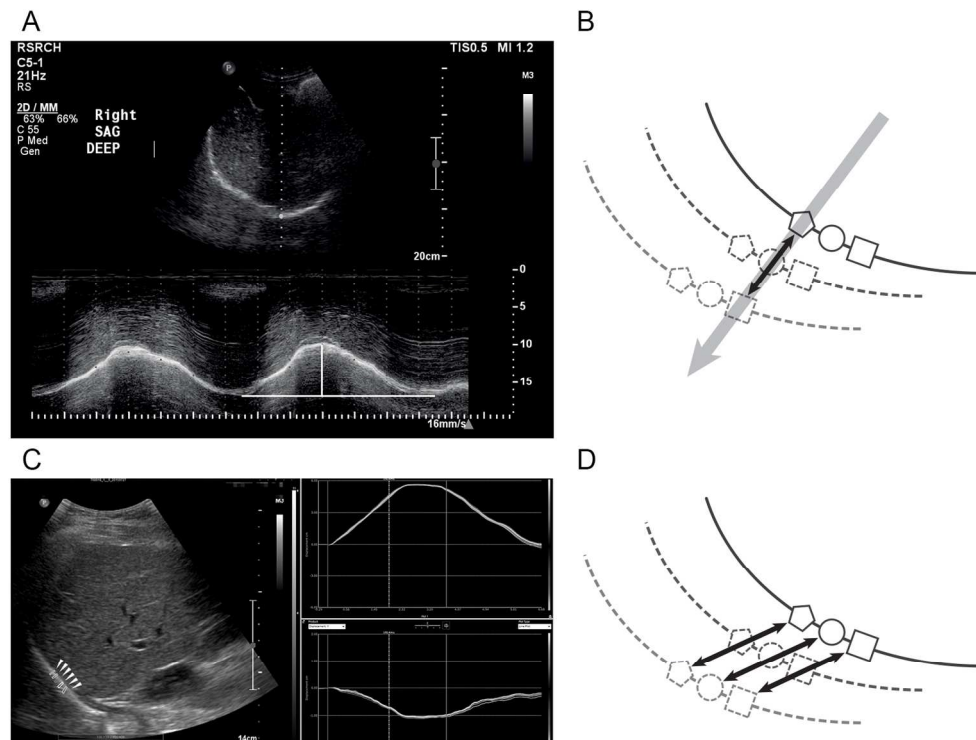 A
RSRCH
C5-1
21Hz
RS
2D / MM
63% 66%
C 55
P Med
Gen
TIS0.5 MI 1.2
M3
Right
SAG
DEEP
P
20cm
0
5
10
15
16mm/s
B
C
P
M3
14cm
D